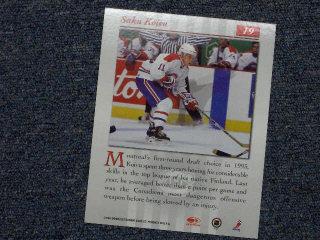 Saku Koivu
19
11
Montreal's first-round draft choice in 1993,
Koivu spent three years honing his considerable
skills in the top league of his native Finland. Last
year, he averaged better than a point per game and
was the Canadiens most dangerous offensive
weapon before being slowed by an injury.